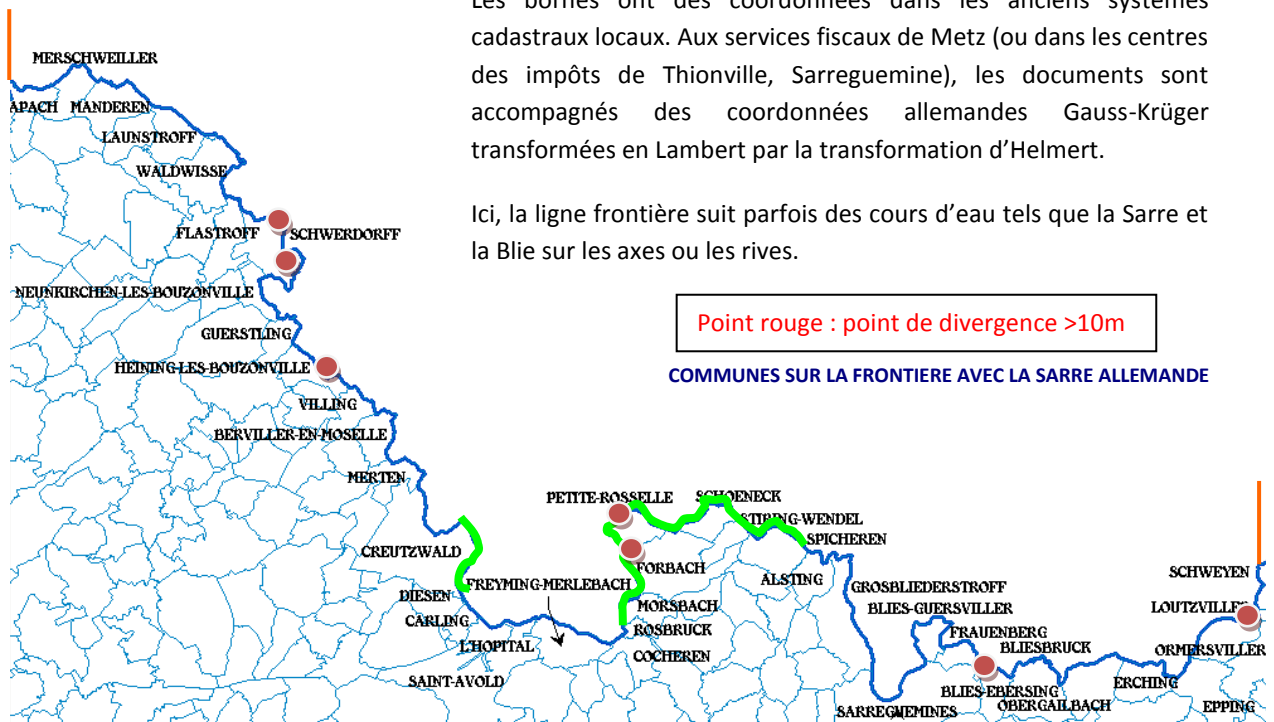 Les bornes ont des coordonnées dans les anciens systèmes
cadastraux locaux. Aux services fiscaux de Metz (ou dans les centres
des impôts de Thionville, Sarreguemine), les documents sont
accompagnés des coordonnées allemandes Gauss-Krüger
transformées en Lambert par la transformation d’Helmert.
Ici, la ligne frontière suit parfois des cours d’eau tels que la Sarre et
la Blie sur les axes ou les rives.
Point rouge : point de divergence >10m
COMMUNES SUR LA FRONTIERE AVEC LA SARRE ALLEMANDE
MERSCHWEILLER
APACH MANDEREN
LAUNSTROFF
WALDWISSE
FLASTROFF SCHWERDORFF
NEUNKIRCHEN-LES-BOUZONVILLE
GUERSTLING
HEINING-LES-BOUZONVILLE
VILLING
BERVILLER-EN-MOSELLE
MERTEN
CREUTZWALD
DIESEN
CARLING
L'HOPITAL
SAINT-AVOLD
FREYMING-MERLEBACH
PETITE-ROSSELLE
SCHOENECK
STIRING-WENDEL
SPICHEREN
FORBACH
MORSBACH
ROSBRUCK
COCHEREN
ALSTING
GROSBLIEDERSTROFF
BLIES-GUERSVILLER
FRAUENBERG
BLIESBRUCK
BLIES-EBERSING
OBERGAILBACH
SARREGUEMINES
ERCHING
SCHWEYEN
LOUTZVILLER
ORMERSVILLER
EPPING